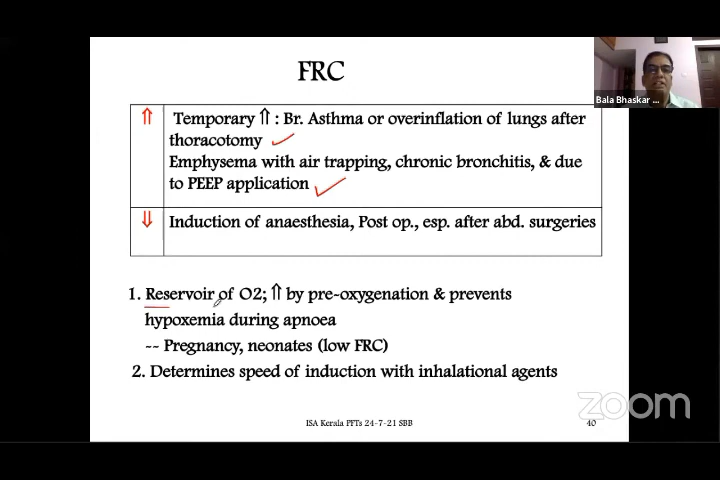 FRC
Bala Bhaskar ...
⇑ Temporary ⇑ : Br. Asthma or overinflation of lungs after
thoracotomy
Emphysema with air trapping, chronic bronchitis, & due
to PEEP application
⇓ Induction of anaesthesia, Post op., esp. after abd. surgeries
1. Reservoir of O2; ⇑ by pre-oxygenation & prevents
hypoxemia during apnoea
-- Pregnancy, neonates (low FRC)
2. Determines speed of induction with inhalational agents
zoom
ISA Kerala PFTs 24-7-21 SBB
40